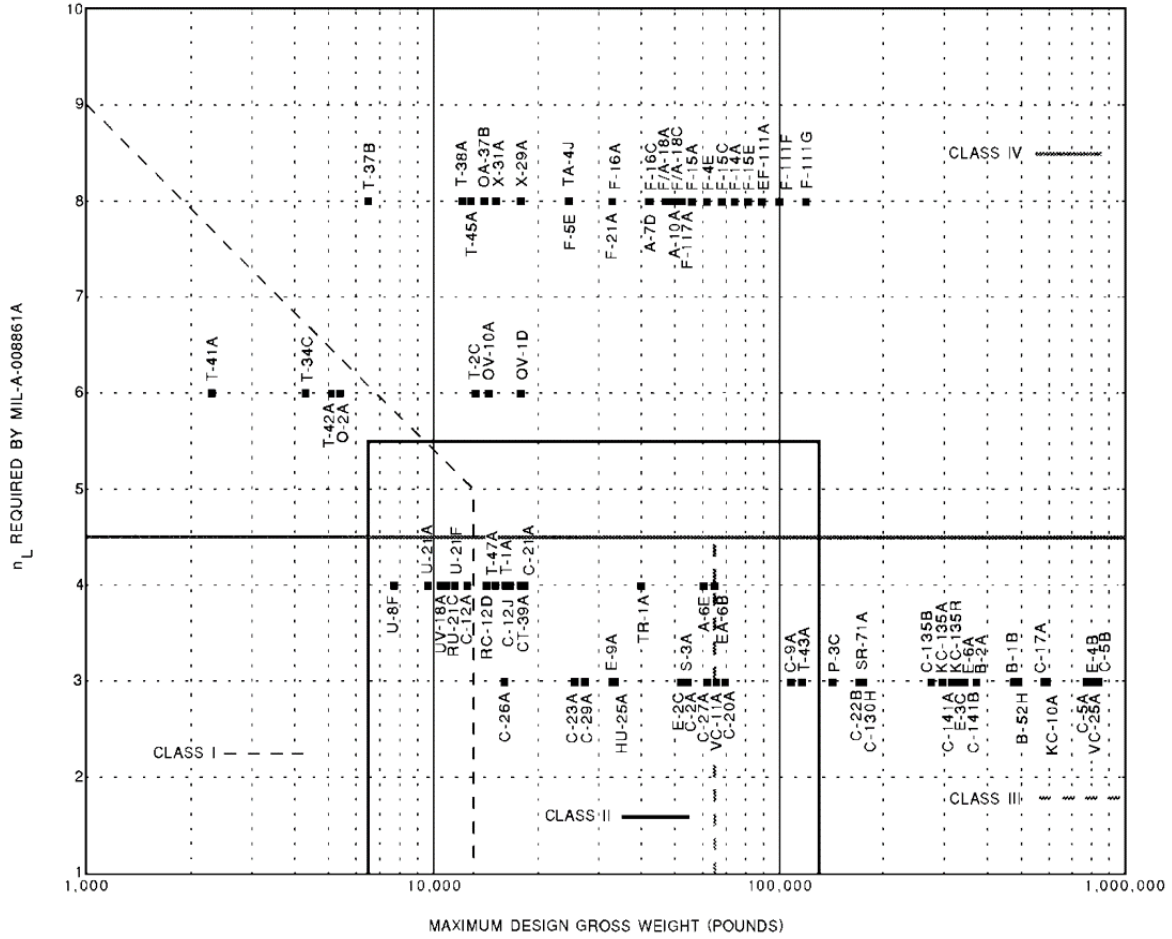 10
9
8
7
6
5
4
3
2
1
n_L REQUIRED BY MIL-A-008861A
T-37B
T-38A
OA-37B
X-31A
X-29A
TA-4J
F-16A
F-16C
F/A-18A
F/A-18C
F-15A
F-4E
F-15C
F-14A
F-15E
EF-111A
F-111F
F-111G
CLASS IV
T-45A
F-5E
F-21A
A-7D
A-10A
F-117A
T-41A
T-34C
T-2C
OV-10A
OV-1D
T-42A
O-2A
U-21A
U-21F
T-47A
T-1A
C-21A
U-8F
UV-18A
RU-21C
C-12A
RC-12D
C-12J
CT-39A
TR-1A
A-6E
EA-6B
E-9A
S-3A
C-9A
T-43A
P-3C
SR-71A
C-135B
KC-135A
KC-135R
E-6A
B-2A
B-1B
C-17A
E-4B
C-5B
C-26A
C-23A
C-29A
HU-25A
E-2C
C-2A
C-27A
VC-11A
C-20A
C-22B
C-130H
C-141A
E-3C
C-141B
B-52H
KC-10A
C-5A
VC-25A
CLASS I
CLASS II
CLASS III
1,000
10,000
100,000
1,000,000
MAXIMUM DESIGN GROSS WEIGHT (POUNDS)